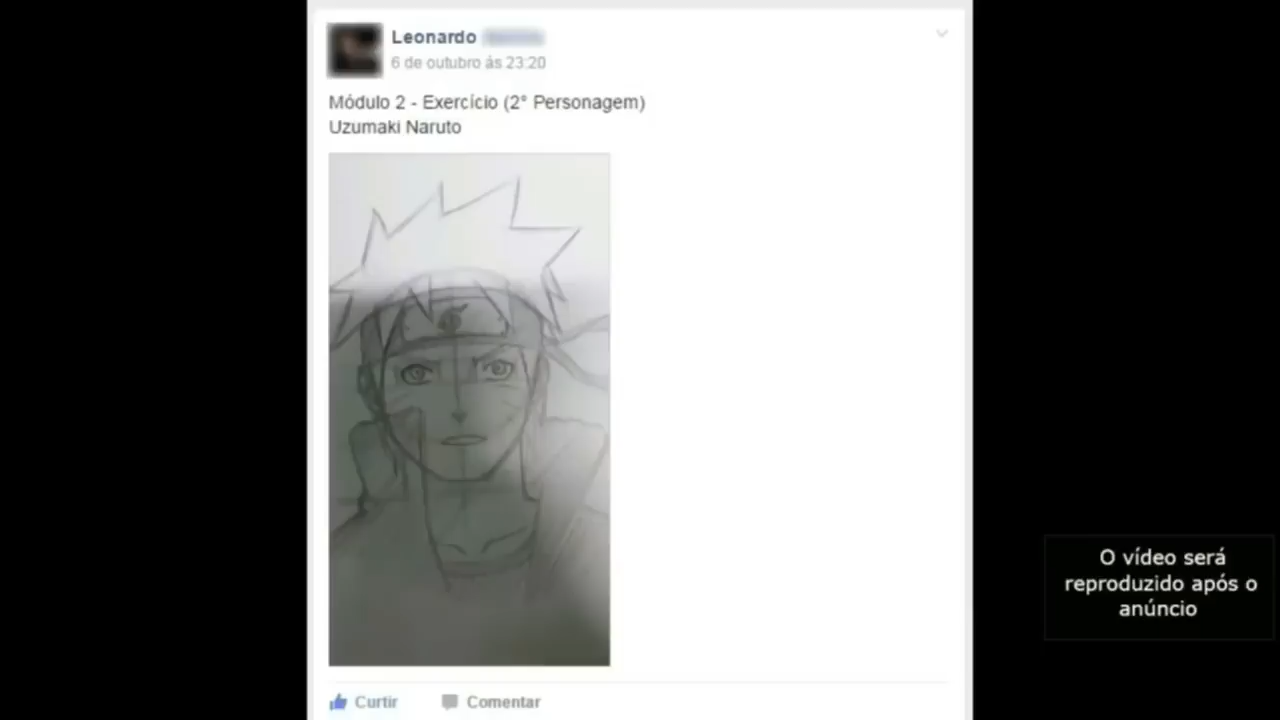 Leonardo
6 de outubro ás 23:20
Módulo 2 - Exercício (2° Personagem)
Uzumaki Naruto
Curtir
Comentar
O vídeo será
reproduzido após o
anúncio